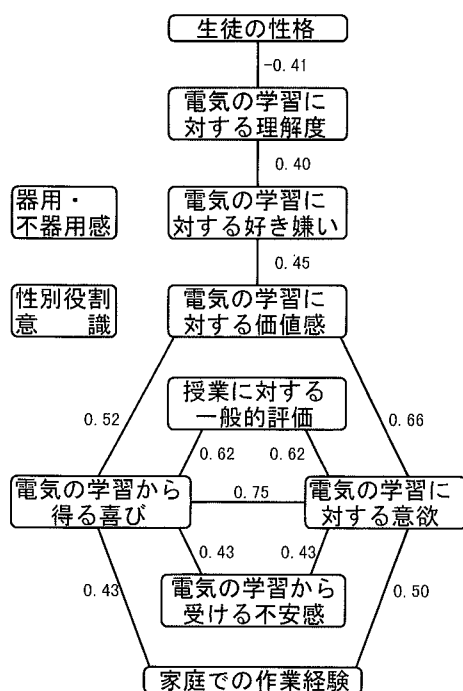 生徒の性格
-0.41
電気の学習に
対する理解度
0.40
器用・
不器用感
電気の学習に
対する好き嫌い
0.45
性別役割
意　　識
電気の学習に
対する価値感
0.52
授業に対する
一般的評価
0.66
0.62
0.62
電気の学習から
得る喜び
0.75
電気の学習に
対する意欲
0.43
0.43
0.43
電気の学習から
受ける不安感
0.50
家庭での作業経験